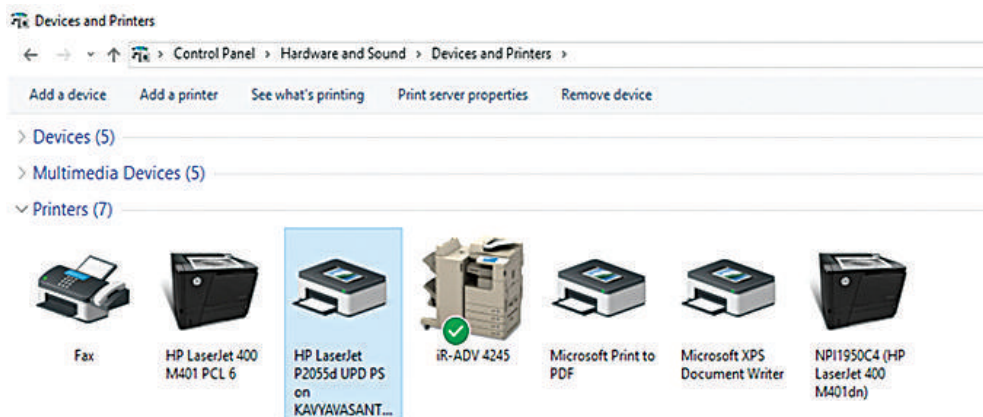 Devices and Printers
Control Panel > Hardware and Sound > Devices and Printers >
Add a device Add a printer See what's printing Print server properties Remove device
> Devices (5)
> Multimedia Devices (5)
Printers (7)
Fax
HP LaserJet 400
M401 PCL 6
HP LaserJet
P2055d UPD PS
on
KAVYAVASANT...
iR-ADV 4245
Microsoft Print to
PDF
Microsoft XPS
Document Writer
NPI1950C4 (HP
LaserJet 400
M401dn)